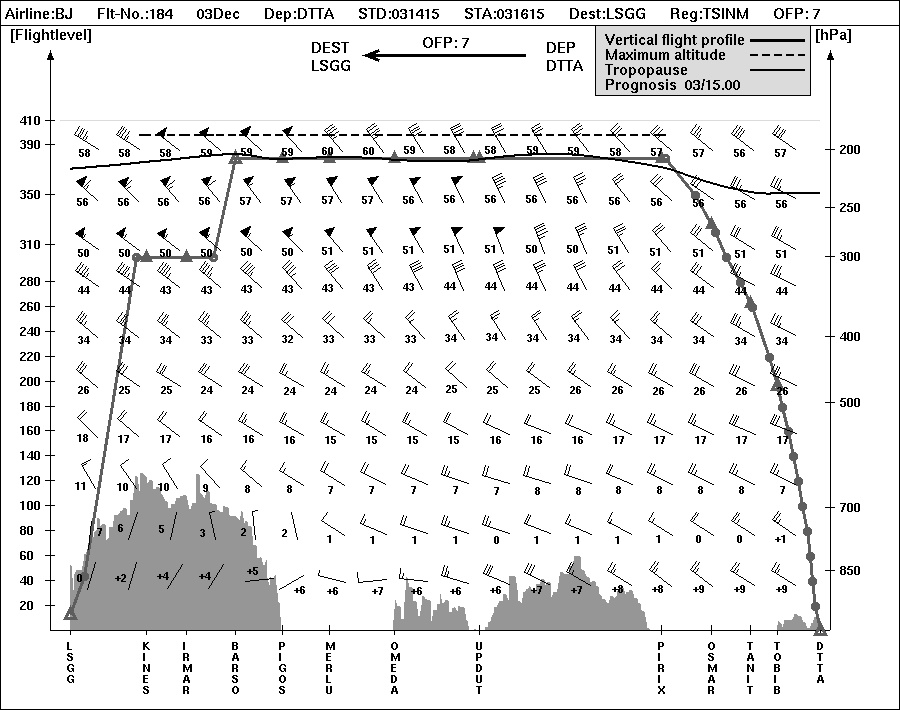 Airline:BJ Flt-No.:184 03Dec Dep:DTTA STD:031415 STA:031615 Dest:LSGG Reg:TSINM OFP: 7
[Flightlevel] [hPa]
DEST OFP: 7 DEP
LSGG DTTA
Vertical flight profile
Maximum altitude
Tropopause
Prognosis 03/15.00
410
390 58 58 58 59 59 59 60 60 59 58 58 59 59 58 57 57 56 57 200
350 56 56 56 56 57 57 57 57 56 56 56 56 56 56 56 56 56 56 250
310 50 50 50 50 50 50 51 51 51 51 51 50 50 51 51 51 51 51 300
280 44 44 43 43 43 43 43 43 43 44 44 44 44 44 44 44 44 44
260
240 34 34 34 33 33 32 33 33 33 34 34 34 34 34 34 34 34 34 400
220
200 26 25 25 24 24 24 24 24 24 25 25 25 26 26 26 26 26 26
180 500
160 18 17 17 16 16 16 15 15 15 15 16 16 16 17 17 17 17 17
140
120 11 10 10 9 8 8 7 7 7 7 7 8 8 8 8 8 8 7
100 700
80 7 6 5 3 2 2 1 1 1 1 0 1 1 1 1 0 0 +1
60
40 0 +2 +4 +4 +5 +6 +6 +7 +6 +6 +6 +7 +7 +8 +8 +9 +9 +9 850
20
LSGG KINES IRMAR BARSO PIGOS MERLU OMEDA UPDUT PIRIX OSMAR TANIT TOBIB DTTA